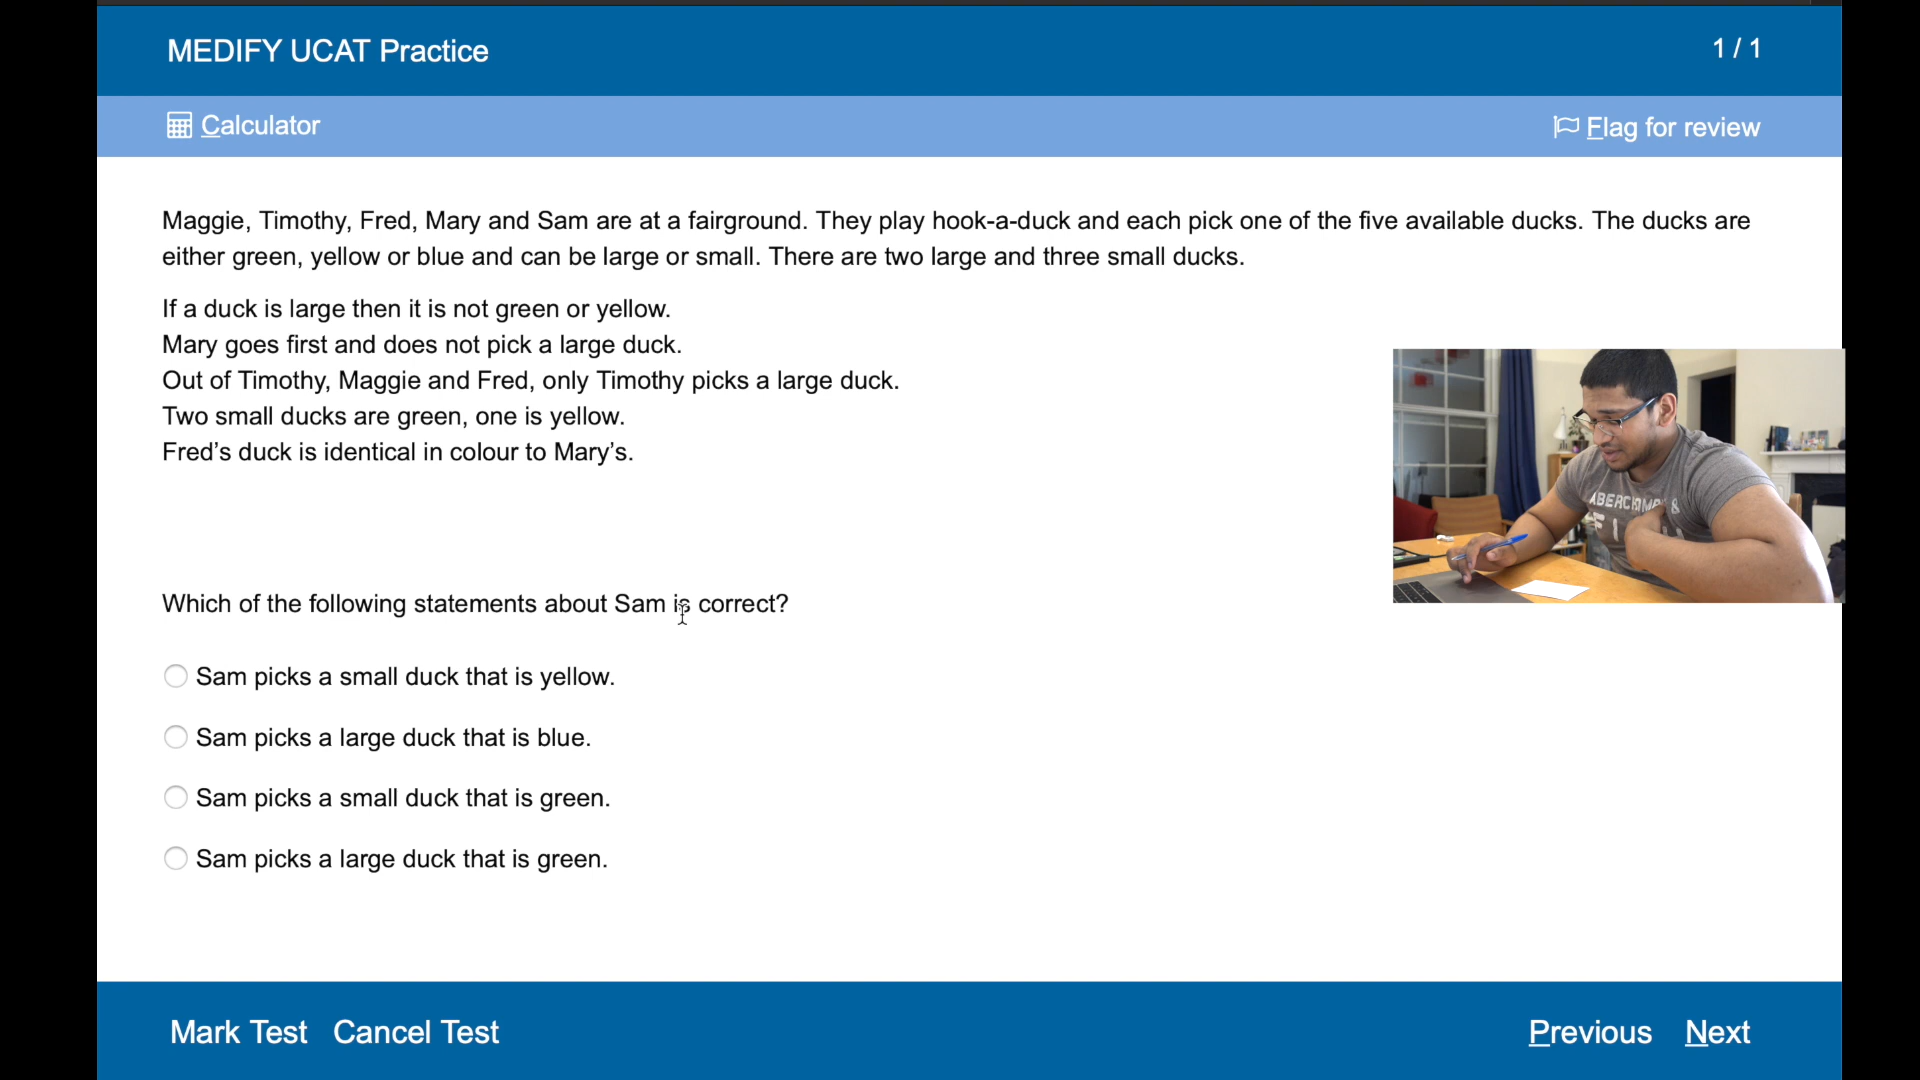 MEDIFY UCAT Practice
1 / 1
Calculator
Flag for review
Maggie, Timothy, Fred, Mary and Sam are at a fairground. They play hook-a-duck and each pick one of the five available ducks. The ducks are
either green, yellow or blue and can be large or small. There are two large and three small ducks.
If a duck is large then it is not green or yellow.
Mary goes first and does not pick a large duck.
Out of Timothy, Maggie and Fred, only Timothy picks a large duck.
Two small ducks are green, one is yellow.
Fred’s duck is identical in colour to Mary’s.
Which of the following statements about Sam is correct?
Sam picks a small duck that is yellow.
Sam picks a large duck that is blue.
Sam picks a small duck that is green.
Sam picks a large duck that is green.
Mark Test
Cancel Test
Previous
Next